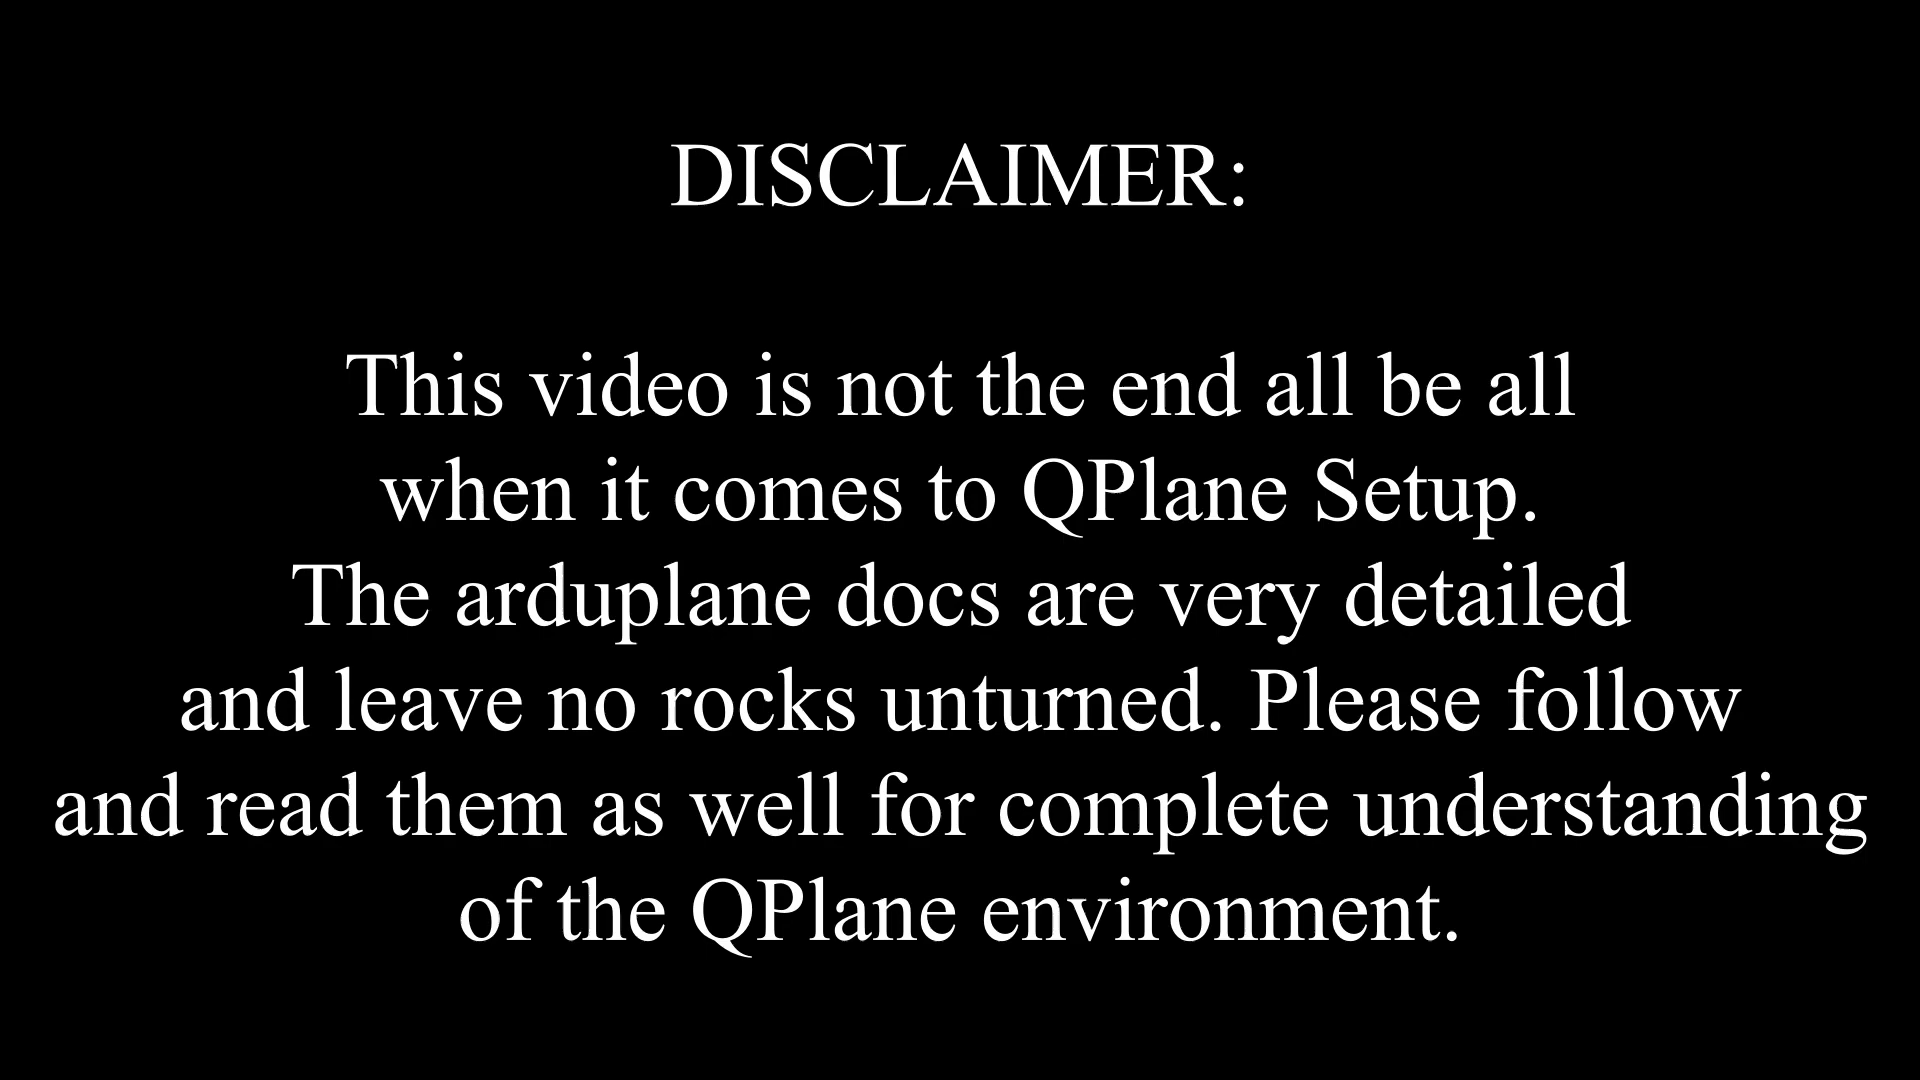 DISCLAIMER:
This video is not the end all be all
when it comes to QPlane Setup.
The arduplane docs are very detailed
and leave no rocks unturned. Please follow
and read them as well for complete understanding
of the QPlane environment.